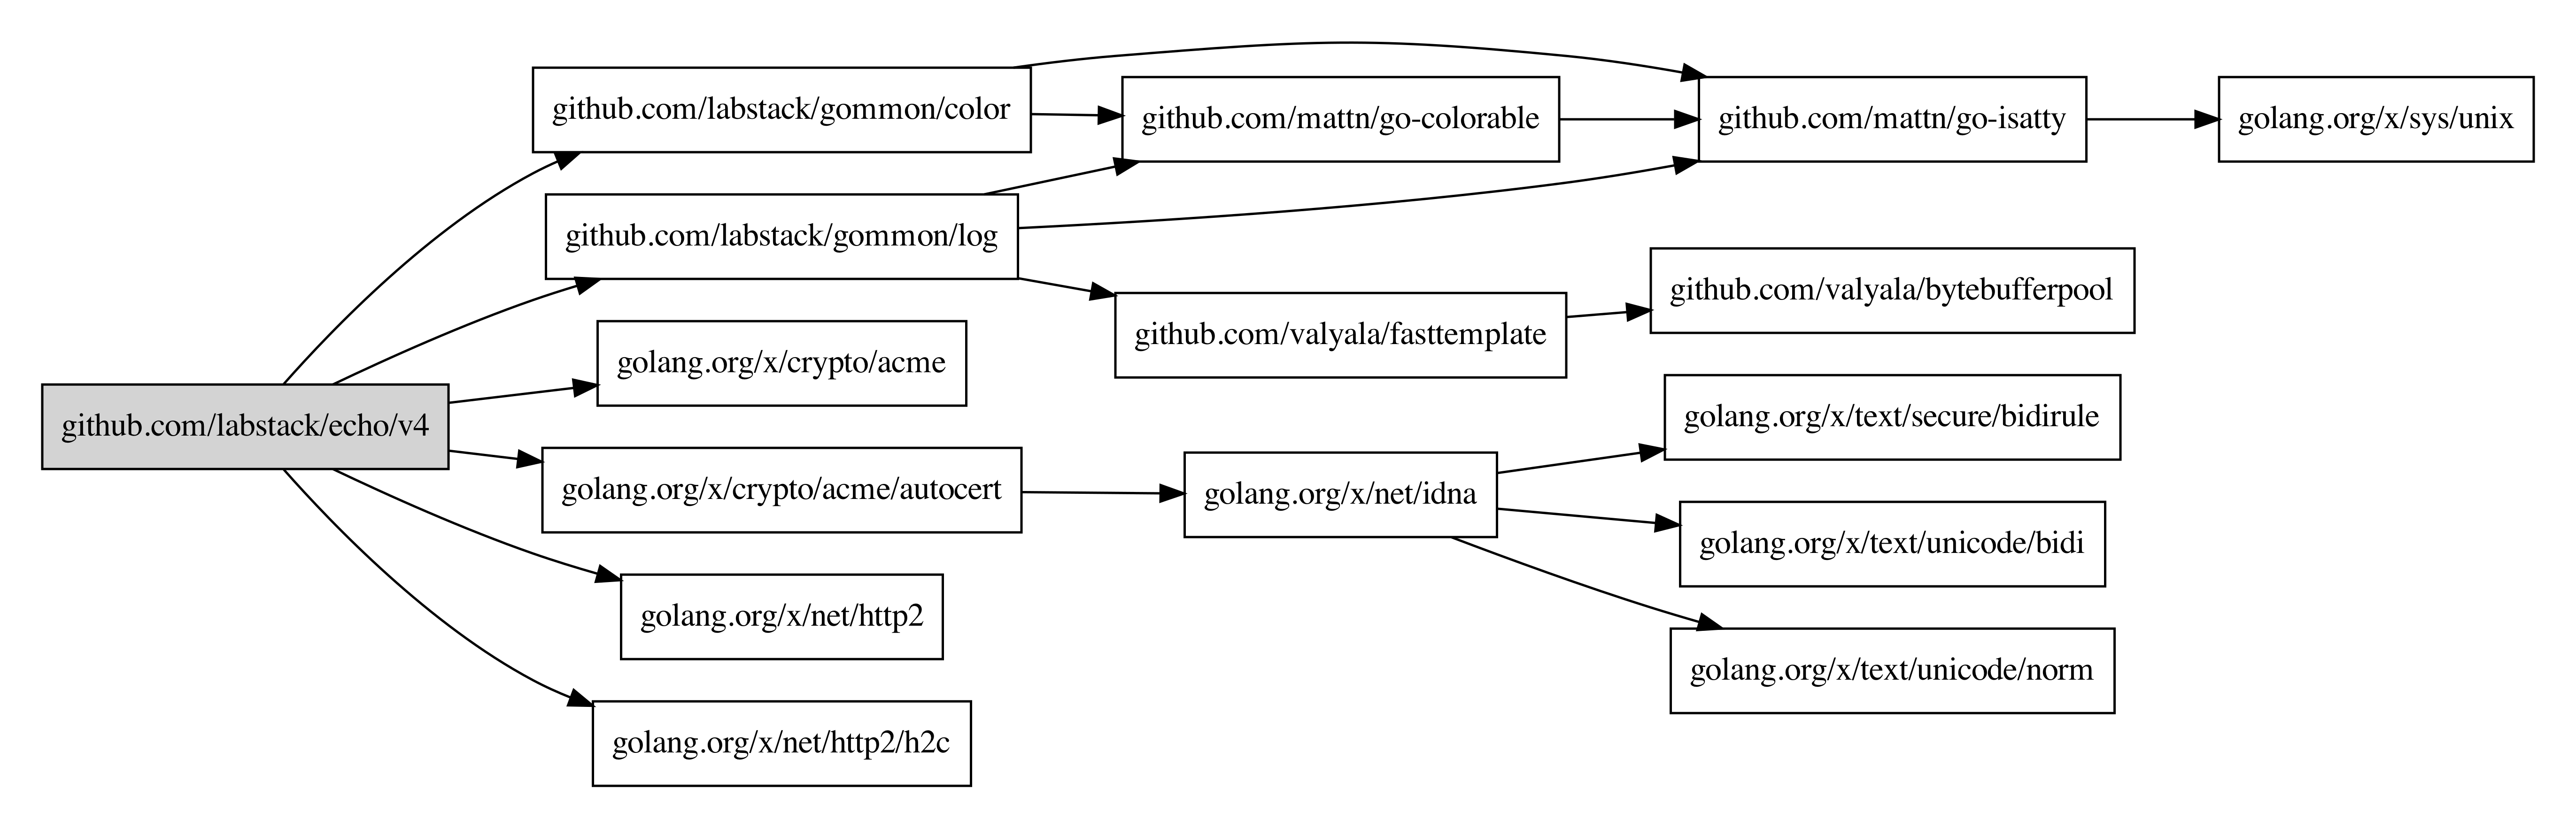 github.com/labstack/echo/v4
github.com/labstack/gommon/color
github.com/labstack/gommon/log
golang.org/x/crypto/acme
golang.org/x/crypto/acme/autocert
golang.org/x/net/http2
golang.org/x/net/http2/h2c
github.com/mattn/go-colorable
github.com/valyala/fasttemplate
golang.org/x/net/idna
github.com/mattn/go-isatty
github.com/valyala/bytebufferpool
golang.org/x/text/secure/bidirule
golang.org/x/text/unicode/bidi
golang.org/x/text/unicode/norm
golang.org/x/sys/unix